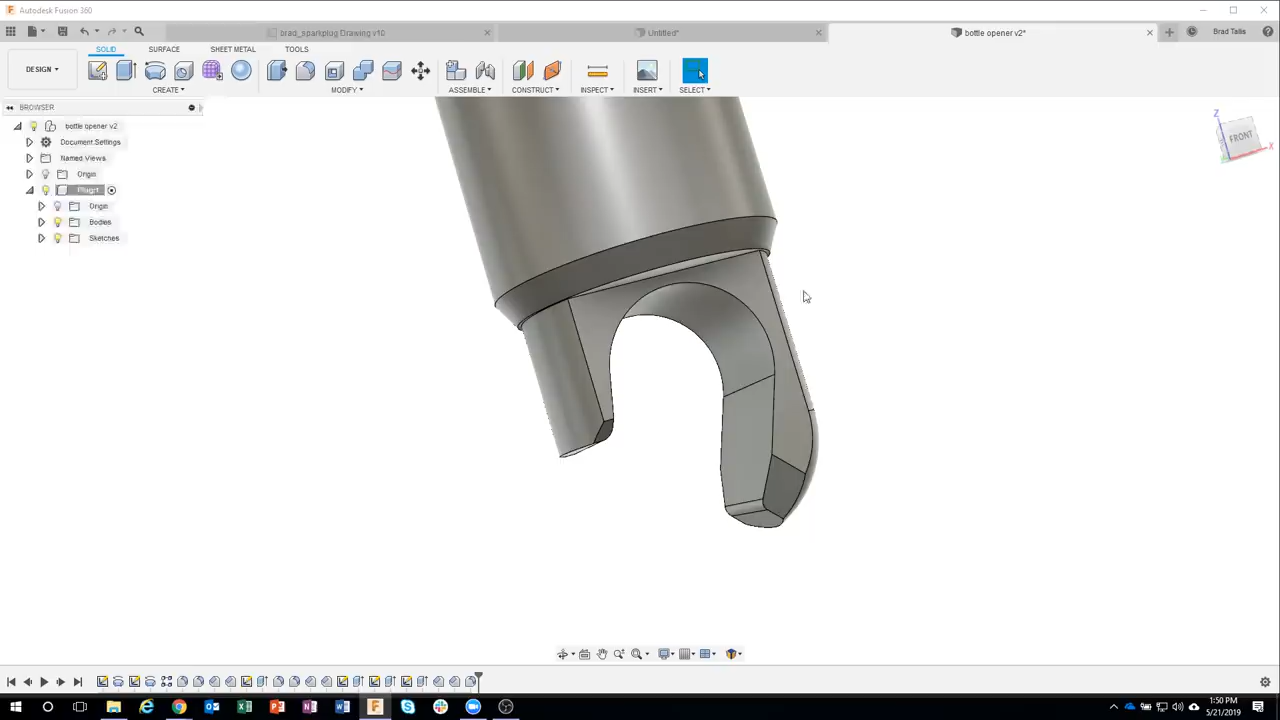 Autodesk Fusion 360
brad_sparkplug Drawing v10
Untitled*
bottle opener v2*
Brad Tallis
DESIGN
SOLID
SURFACE
SHEET METAL
TOOLS
CREATE
MODIFY
ASSEMBLE
CONSTRUCT
INSPECT
INSERT
SELECT
BROWSER
bottle opener v2
Document Settings
Named Views
Origin
Plug:1
Origin
Bodies
Sketches
Z
FRONT
X
1:50 PM
5/21/2019